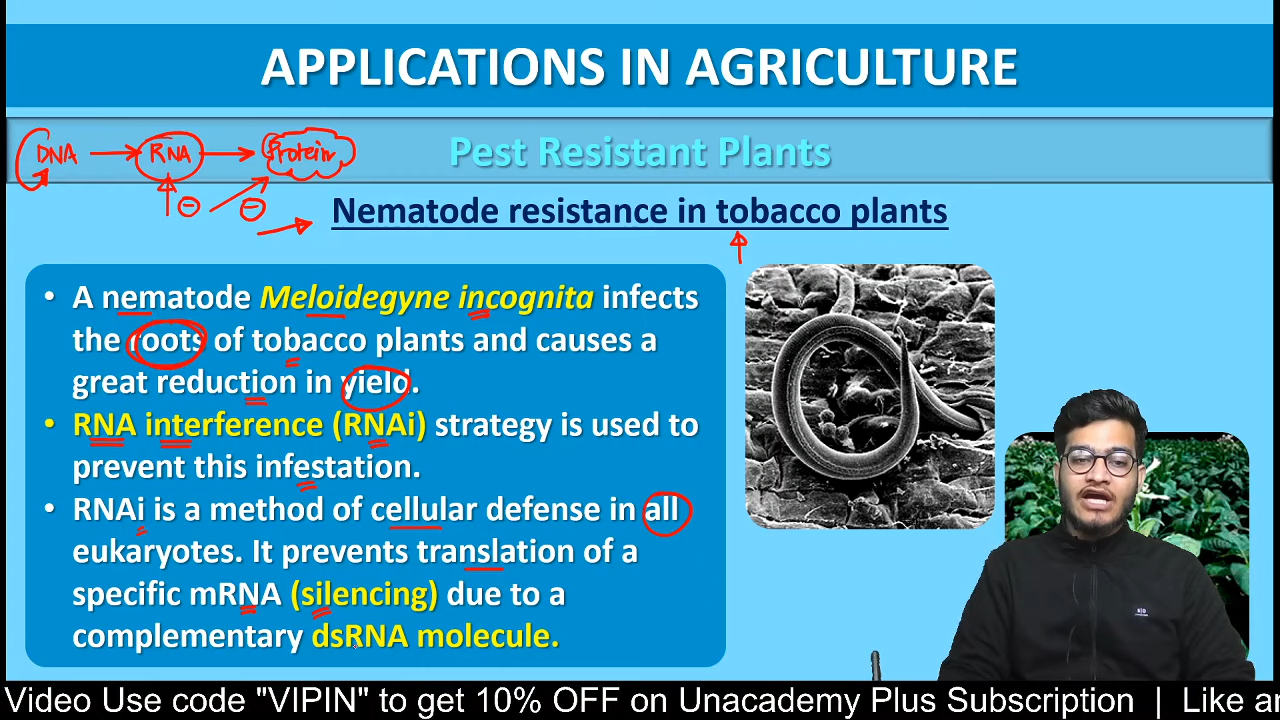 APPLICATIONS IN AGRICULTURE
DNA → RNA → Protein
Pest Resistant Plants
⊖ ⊖
Nematode resistance in tobacco plants
• A nematode Meloidegyne incognita infects
the roots of tobacco plants and causes a
great reduction in yield.
• RNA interference (RNAi) strategy is used to
prevent this infestation.
• RNAi is a method of cellular defense in all
eukaryotes. It prevents translation of a
specific mRNA (silencing) due to a
complementary dsRNA molecule.
Video Use code "VIPIN" to get 10% OFF on Unacademy Plus Subscription | Like